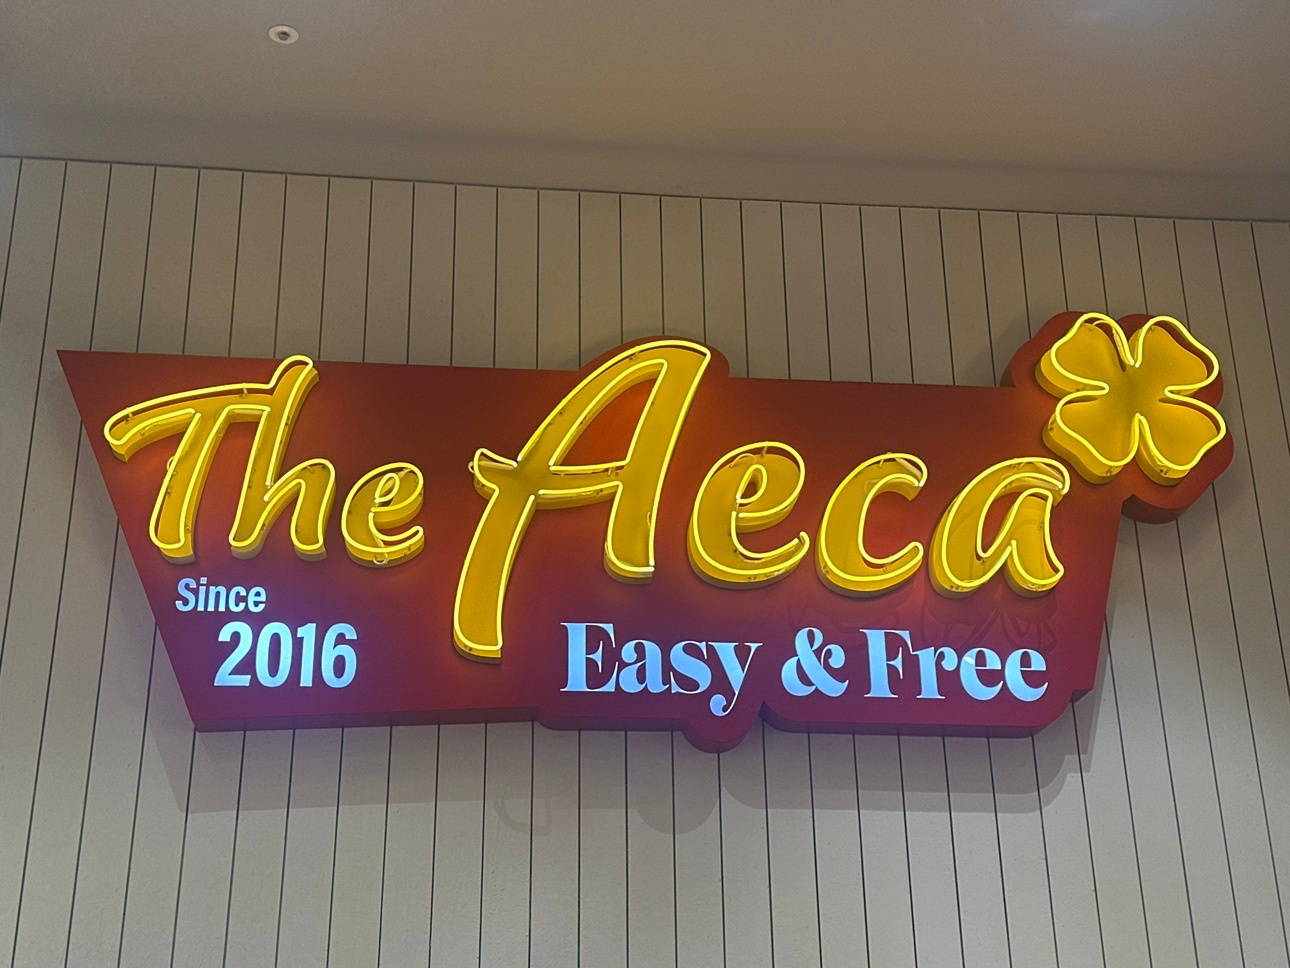 The Aeca
Since
2016
Easy & Free